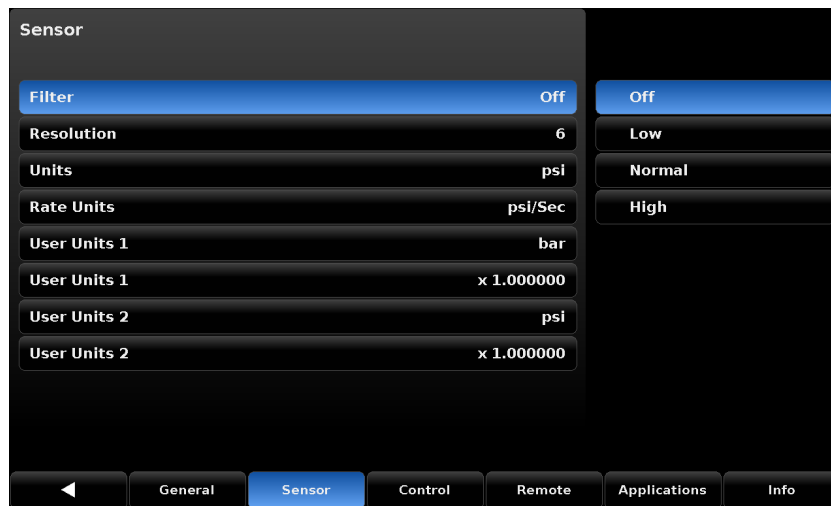 Sensor
Filter Off
Resolution 6
Units psi
Rate Units psi/Sec
User Units 1 bar
User Units 1 x 1.000000
User Units 2 psi
User Units 2 x 1.000000
Off
Low
Normal
High
General Sensor Control Remote Applications Info